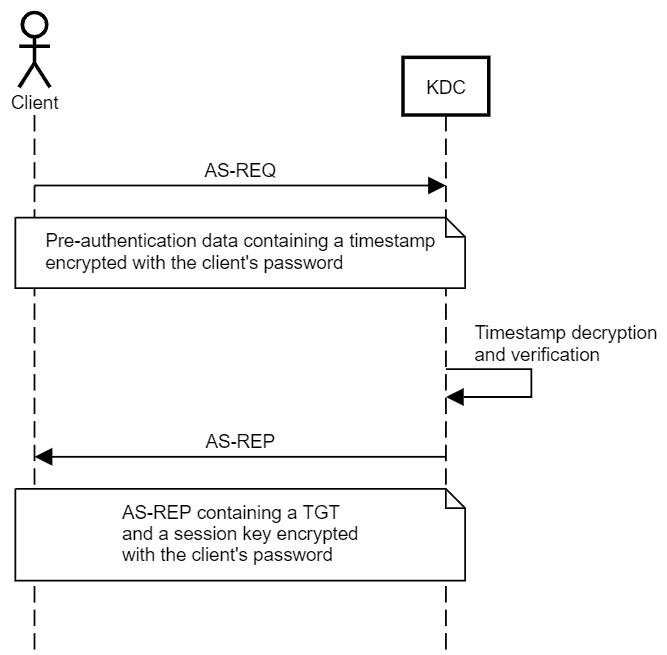 Client
KDC
AS-REQ
Pre-authentication data containing a timestamp
encrypted with the client's password
Timestamp decryption
and verification
AS-REP
AS-REP containing a TGT
and a session key encrypted
with the client's password